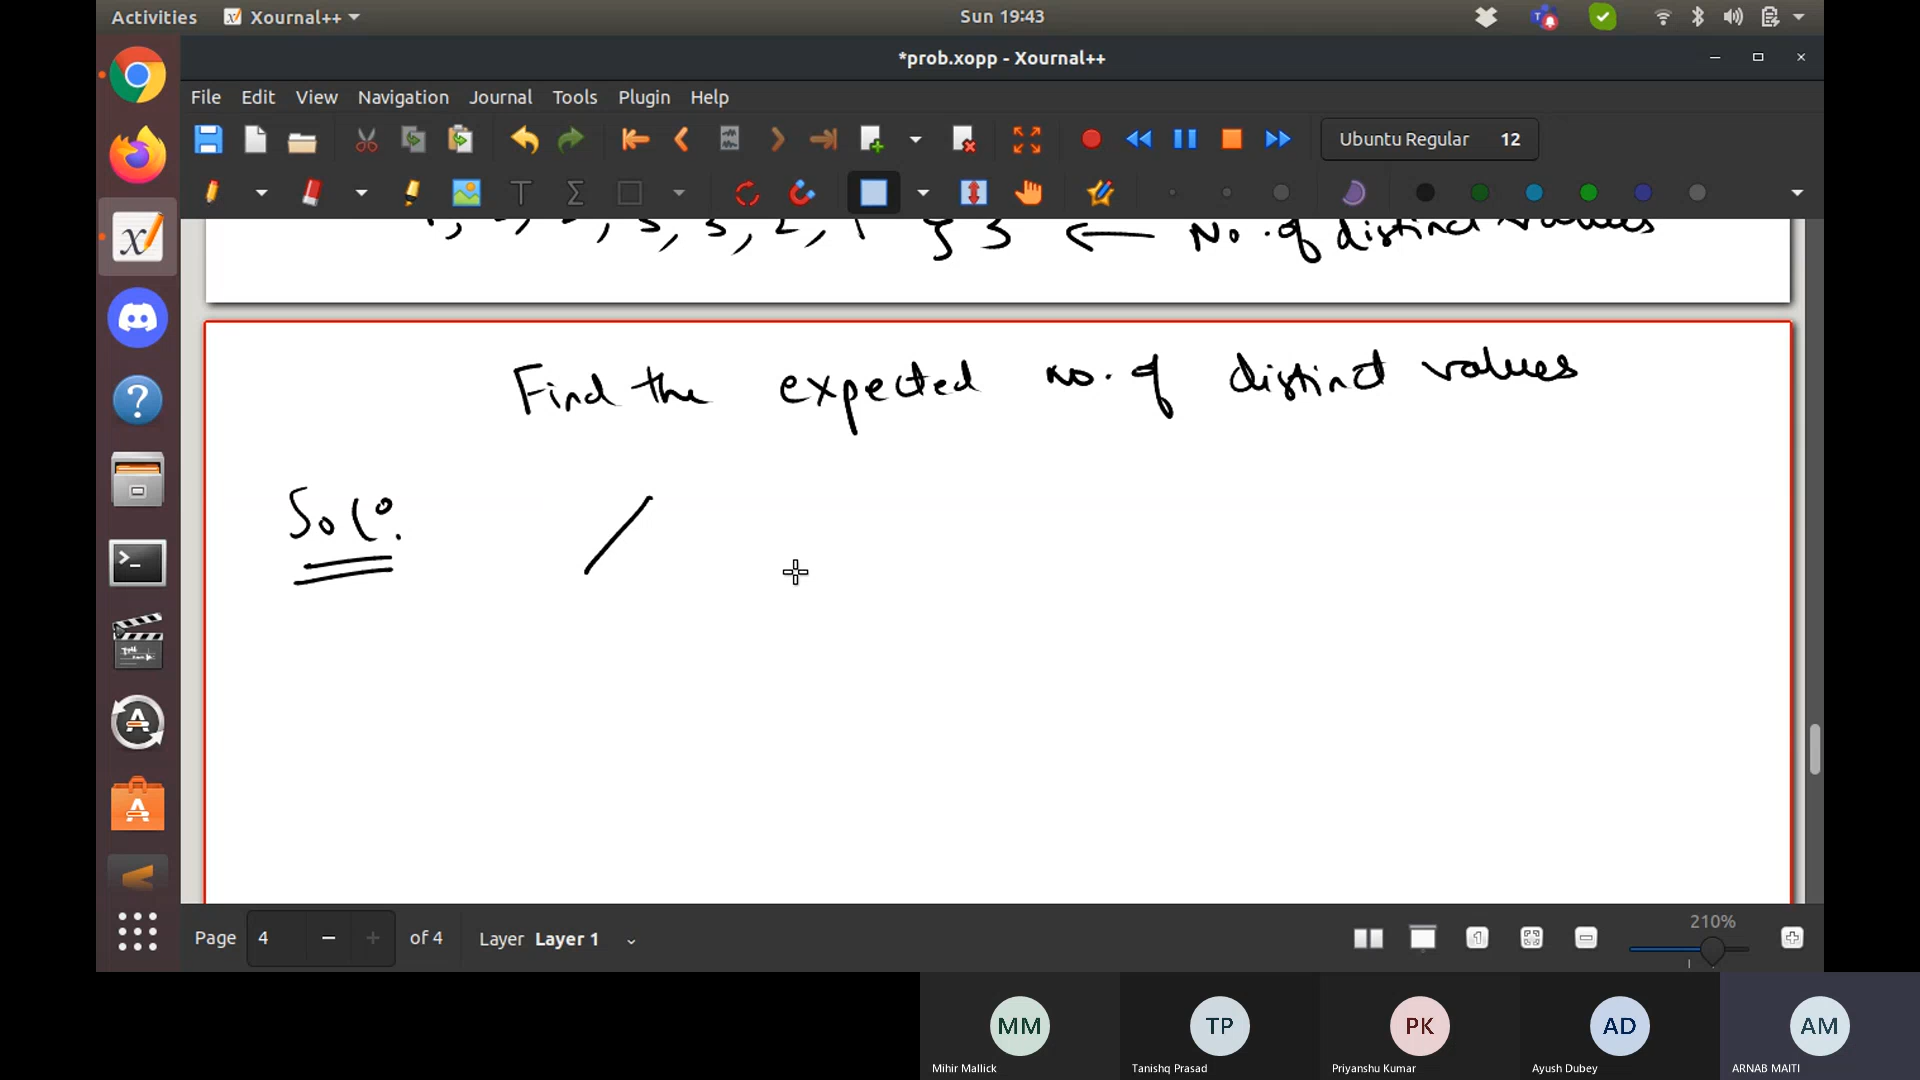 Activities Xournal++ Sun 19:43
*prob.xopp - Xournal++
File Edit View Navigation Journal Tools Plugin Help
Ubuntu Regular 12
3, 3, 2, 1 } 3 ← No. of distinct values
Find the expected no. of distinct values
Sol.
Page 4 of 4 Layer Layer 1 210%
MM TP PK AD AM
Mihir Mallick Tanishq Prasad Priyanshu Kumar Ayush Dubey ARNAB MAITI